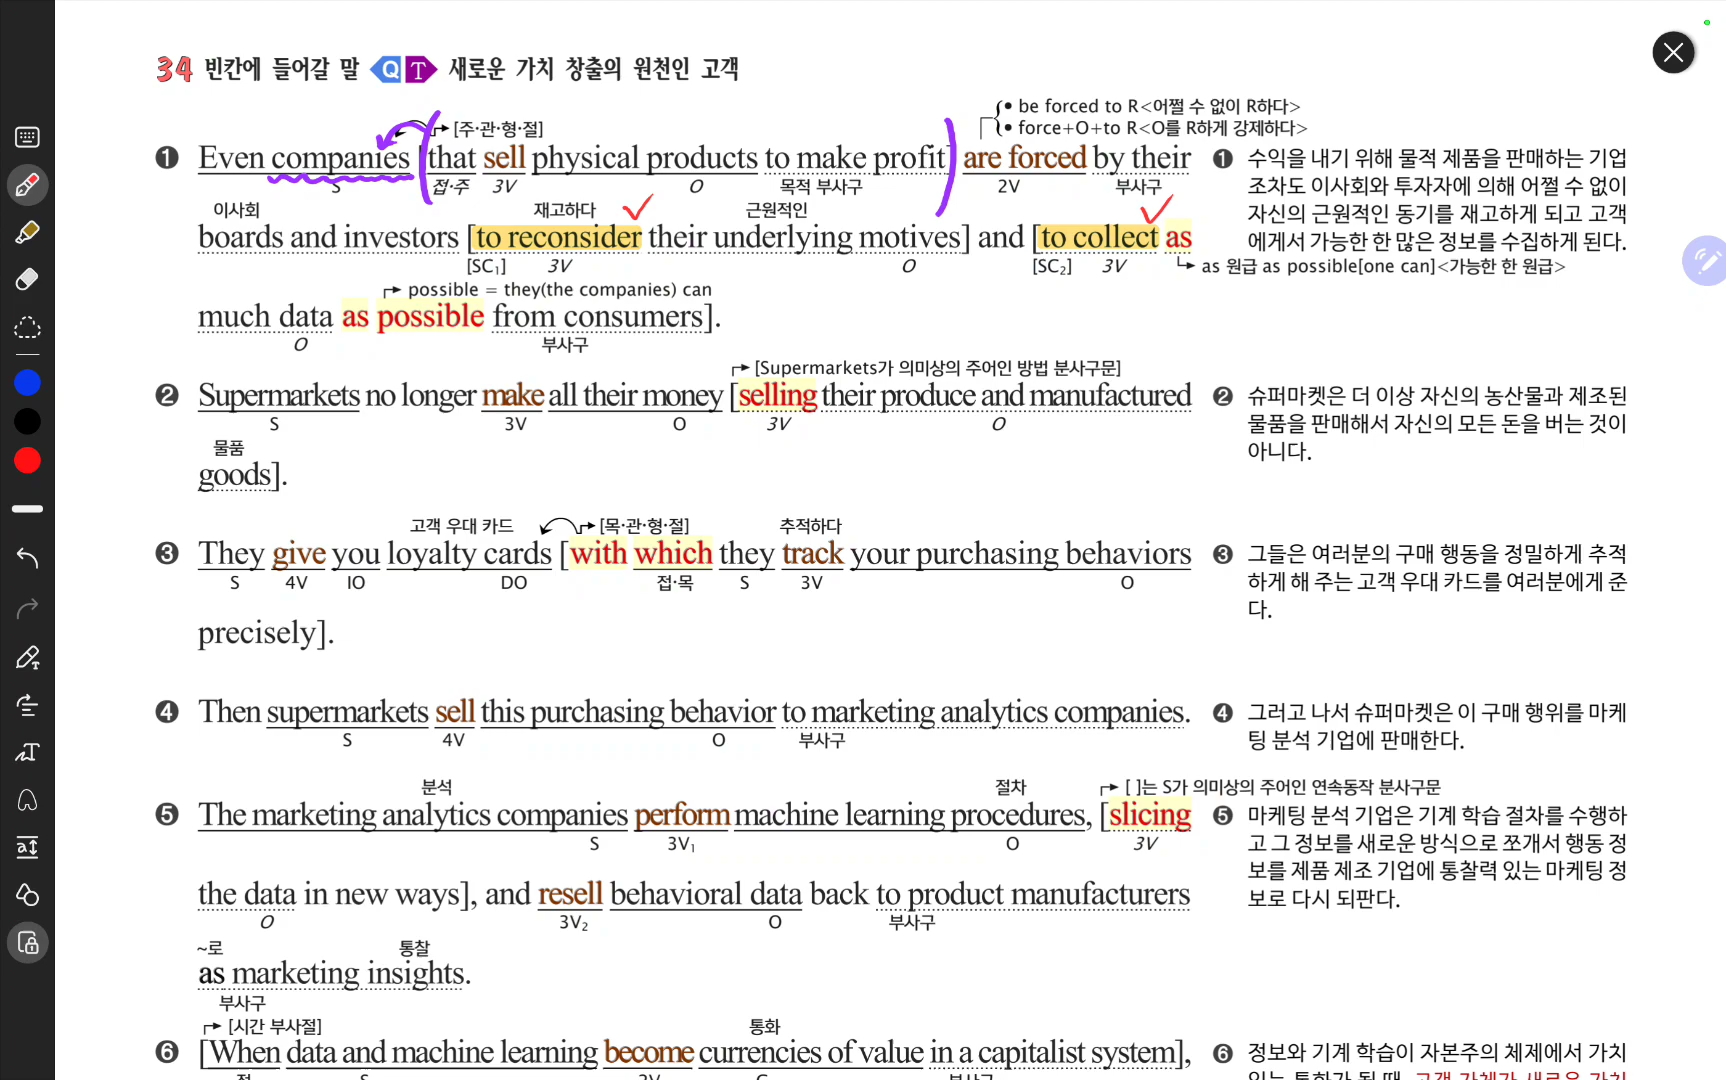 34 빈칸에 들어갈 말 Q T 새로운 가치 창출의 원천인 고객
• be forced to R<어쩔 수 없이 R하다>
[주·관·형·절] • force+O+to R<O를 R하게 강제하다>
❶ Even companies [that sell physical products to make profit] are forced by their
S 접·주 3V O 목적 부사구 2V 부사구
이사회 재고하다 근원적인
boards and investors [to reconsider their underlying motives] and [to collect as
[SC₁] 3V O [SC₂] 3V as 원급 as possible[one can]<가능한 한 원급>
possible = they(the companies) can
much data as possible from consumers].
O 부사구
❶ 수익을 내기 위해 물적 제품을 판매하는 기업
조차도 이사회와 투자자에 의해 어쩔 수 없이
자신의 근원적인 동기를 재고하게 되고 고객
에게서 가능한 한 많은 정보를 수집하게 된다.
[Supermarkets가 의미상의 주어인 방법 분사구문]
❷ Supermarkets no longer make all their money [selling their produce and manufactured
S 3V O 3V O
물품
goods].
❷ 슈퍼마켓은 더 이상 자신의 농산물과 제조된
물품을 판매해서 자신의 모든 돈을 버는 것이
아니다.
고객 우대 카드 [목·관·형·절] 추적하다
❸ They give you loyalty cards [with which they track your purchasing behaviors
S 4V IO DO 접·목 S 3V O
precisely].
❸ 그들은 여러분의 구매 행동을 정밀하게 추적
하게 해 주는 고객 우대 카드를 여러분에게 준
다.
❹ Then supermarkets sell this purchasing behavior to marketing analytics companies.
S 4V O 부사구
❹ 그러고 나서 슈퍼마켓은 이 구매 행위를 마케
팅 분석 기업에 판매한다.
분석 절차 [ ]는 S가 의미상의 주어인 연속동작 분사구문
❺ The marketing analytics companies perform machine learning procedures, [slicing
S 3V₁ O 3V
the data in new ways], and resell behavioral data back to product manufacturers
O 3V₂ O 부사구
~로 통찰
as marketing insights.
부사구
❺ 마케팅 분석 기업은 기계 학습 절차를 수행하
고 그 정보를 새로운 방식으로 쪼개서 행동 정
보를 제품 제조 기업에 통찰력 있는 마케팅 정
보로 다시 되판다.
[시간 부사절] 통화
❻ [When data and machine learning become currencies of value in a capitalist system],
❻ 정보와 기계 학습이 자본주의 체제에서 가치